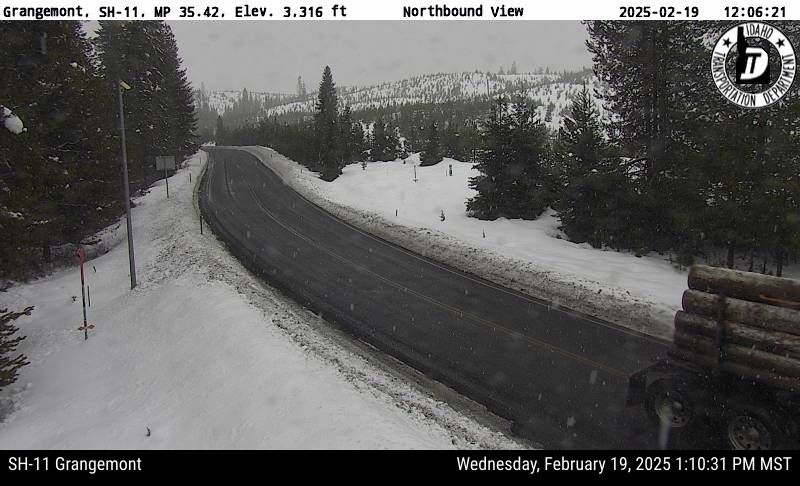 Grangemont, SH-11, MP 35.42, Elev. 3,316 ft Northbound View 2025-02-19 12:06:21
IDAHO
TRANSPORTATION DEPARTMENT
SH-11 Grangemont Wednesday, February 19, 2025 1:10:31 PM MST